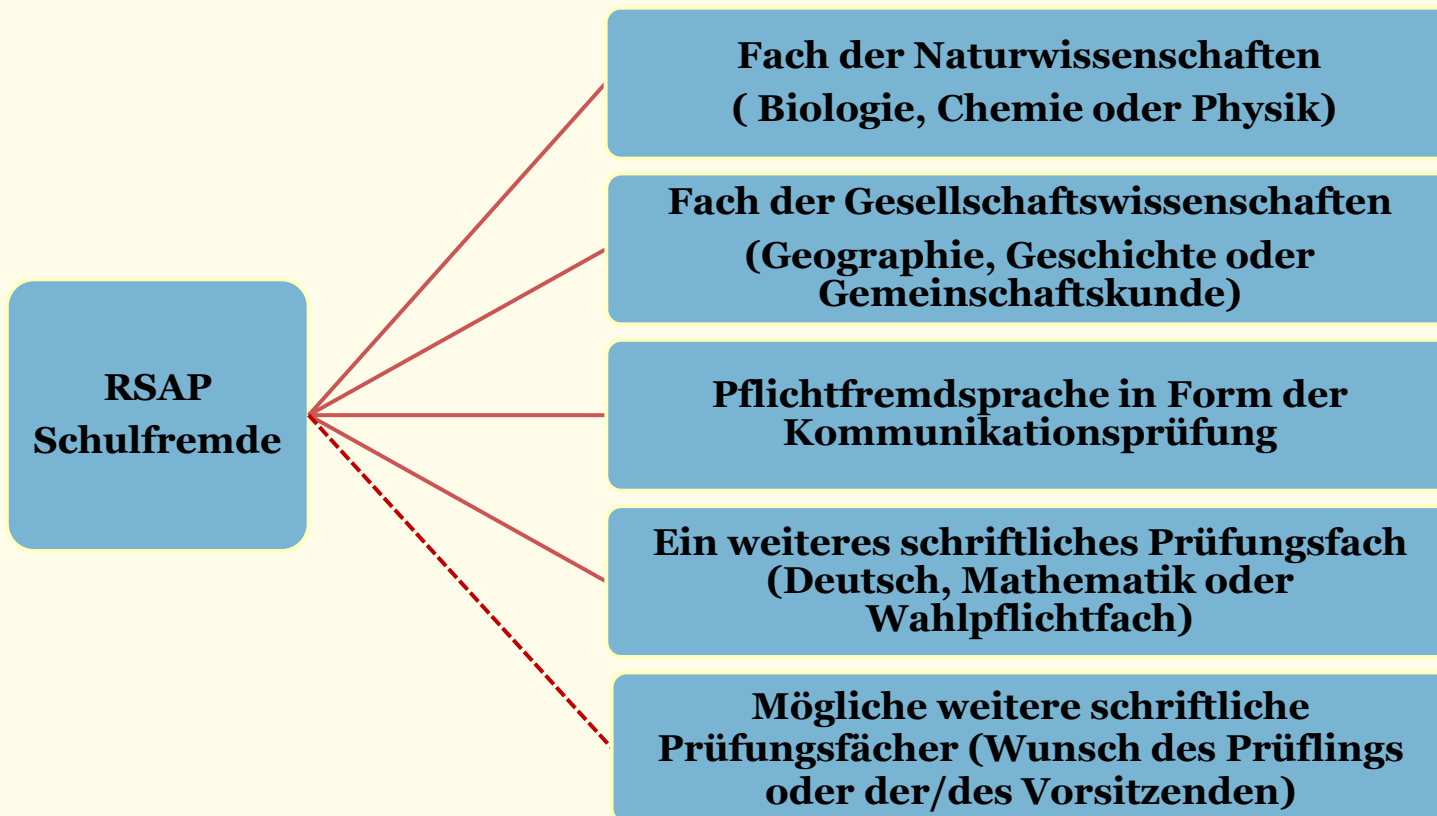 Fach der Naturwissenschaften
( Biologie, Chemie oder Physik)
Fach der Gesellschaftswissenschaften
(Geographie, Geschichte oder
Gemeinschaftskunde)
RSAP
Schulfremde
Pflichtfremdsprache in Form der
Kommunikationsprüfung
Ein weiteres schriftliches Prüfungsfach
(Deutsch, Mathematik oder
Wahlpflichtfach)
Mögliche weitere schriftliche
Prüfungsfächer (Wunsch des Prüflings
oder der/des Vorsitzenden)